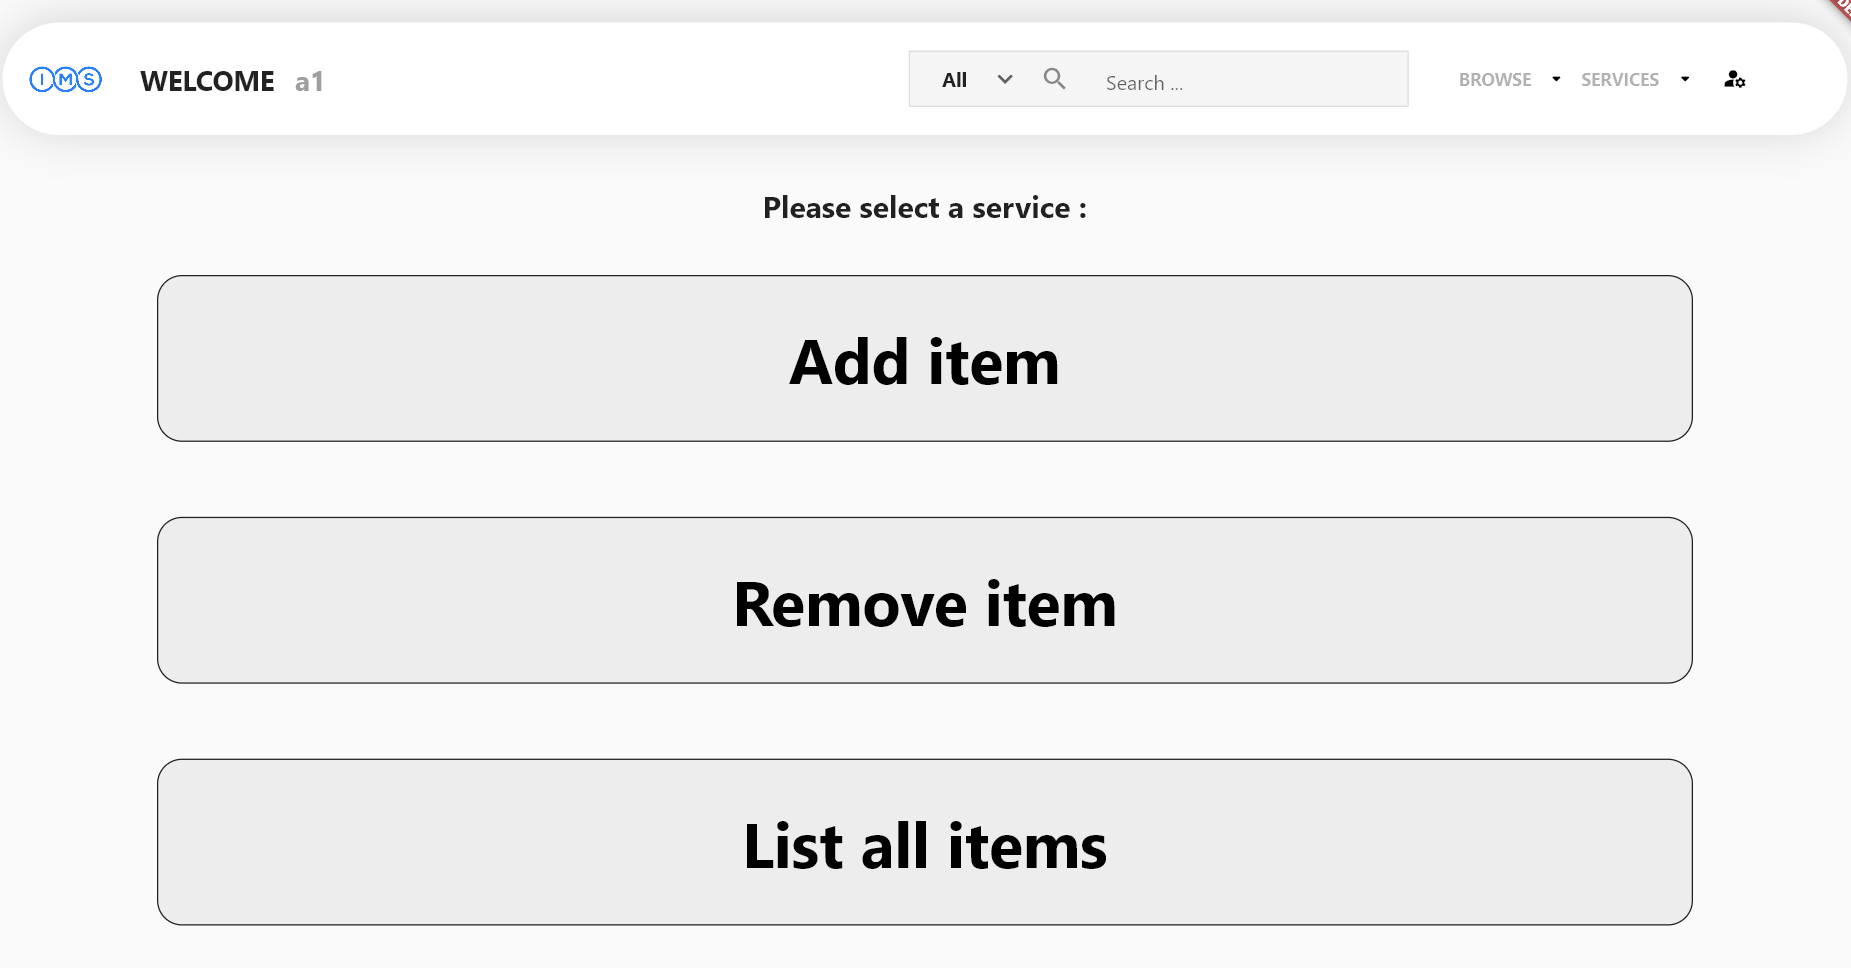 IMS WELCOME a1 All Search ... BROWSE SERVICES
Please select a service :
Add item
Remove item
List all items